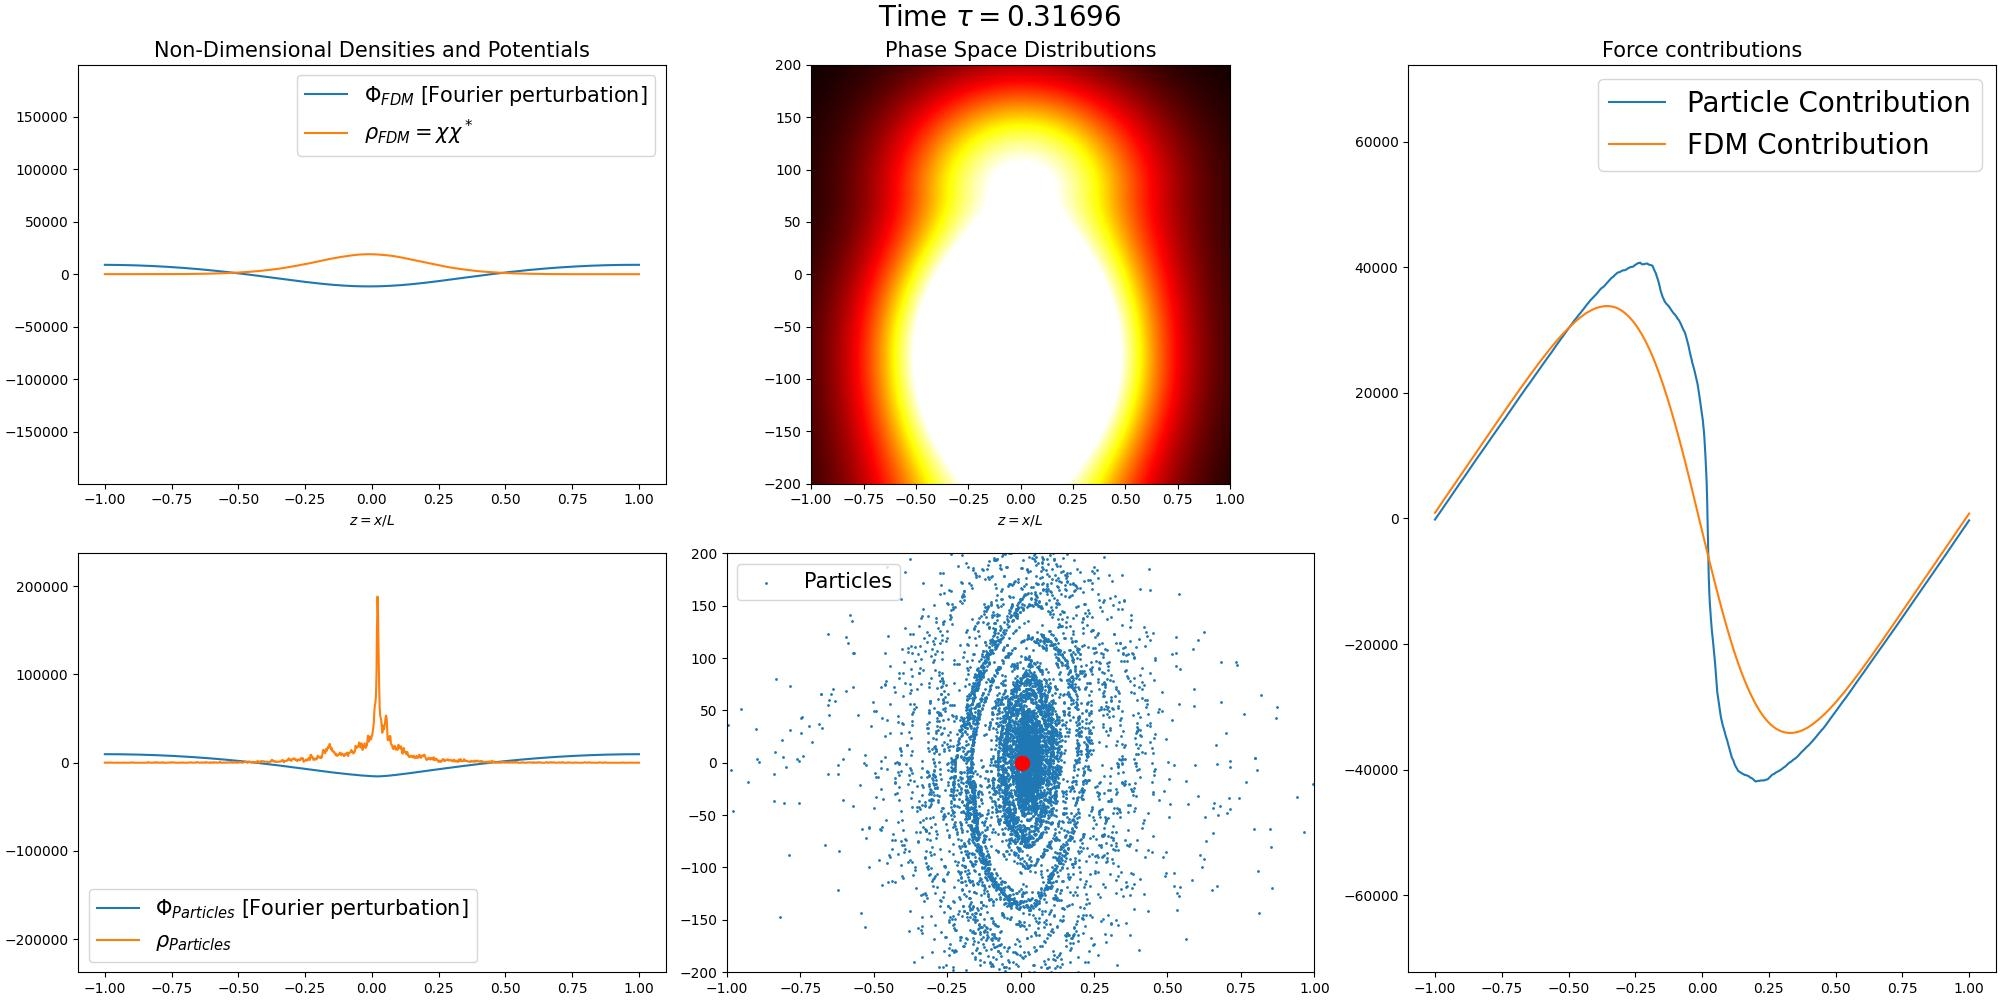 Time τ = 0.31696
Non-Dimensional Densities and Potentials
Φ_FDM [Fourier perturbation]
ρ_FDM = χχ*
150000
100000
50000
0
−50000
−100000
−150000
−1.00 −0.75 −0.50 −0.25 0.00 0.25 0.50 0.75 1.00
z = x/L
Phase Space Distributions
200
150
100
50
0
−50
−100
−150
−200
−1.00 −0.75 −0.50 −0.25 0.00 0.25 0.50 0.75 1.00
z = x/L
Force contributions
Particle Contribution
FDM Contribution
60000
40000
20000
0
−20000
−40000
−60000
−1.00 −0.75 −0.50 −0.25 0.00 0.25 0.50 0.75 1.00
200000
100000
0
−100000
−200000
Φ_Particles [Fourier perturbation]
ρ_Particles
−1.00 −0.75 −0.50 −0.25 0.00 0.25 0.50 0.75 1.00
Particles
200
150
100
50
0
−50
−100
−150
−200
−1.00 −0.75 −0.50 −0.25 0.00 0.25 0.50 0.75 1.00